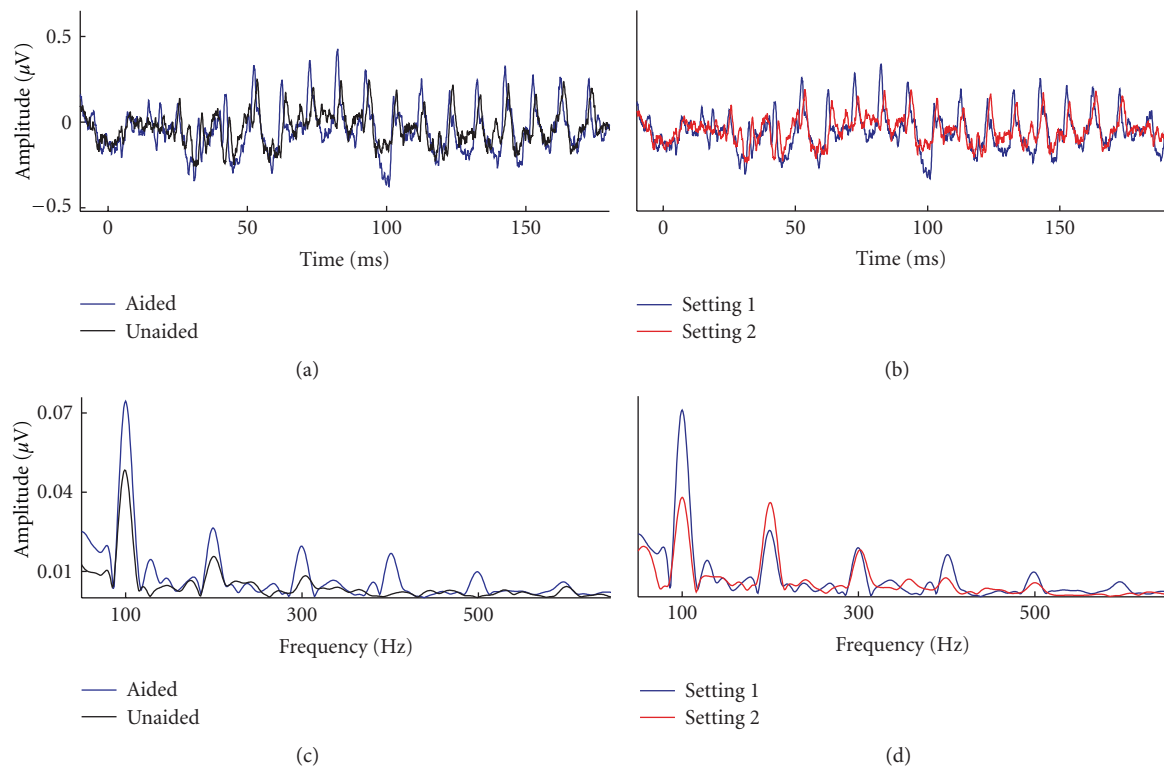 0.5
0
−0.5
Amplitude (µV)
0 50 100 150
Time (ms)
Aided
Unaided
(a)
0 50 100 150
Time (ms)
Setting 1
Setting 2
(b)
0.07
0.04
0.01
Amplitude (µV)
100 300 500
Frequency (Hz)
Aided
Unaided
(c)
100 300 500
Frequency (Hz)
Setting 1
Setting 2
(d)